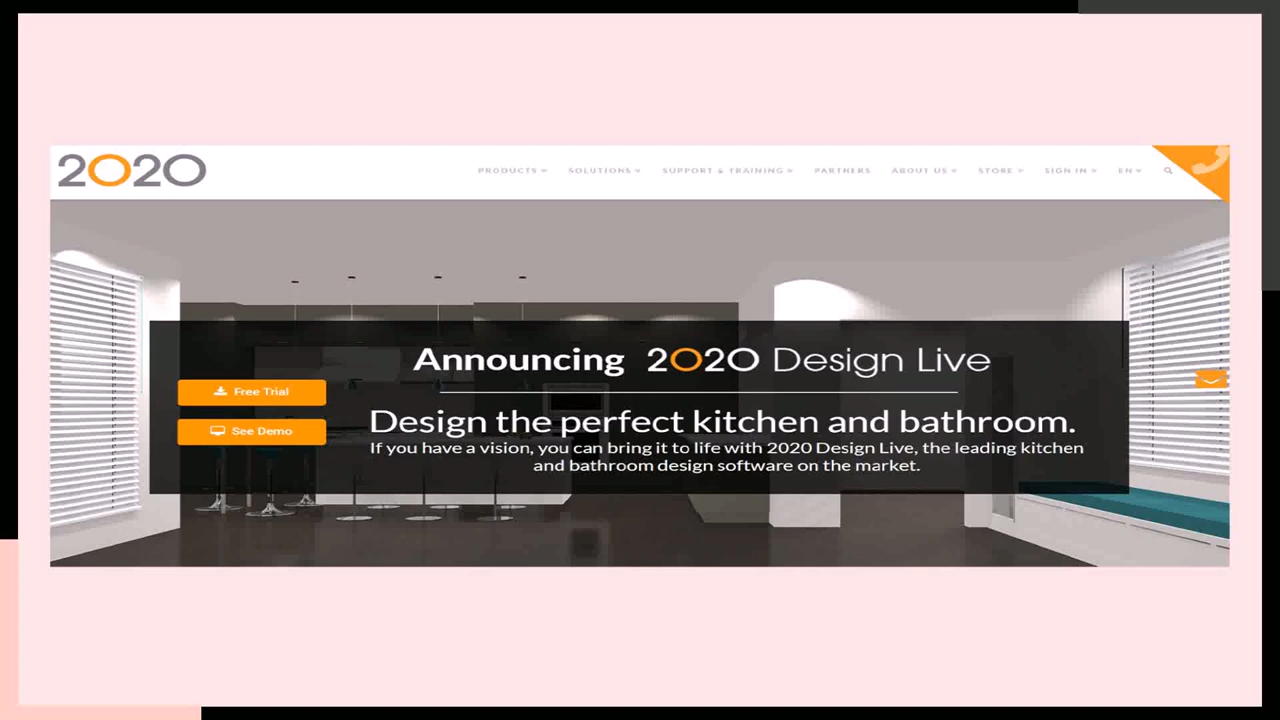 2020
PRODUCTS SOLUTIONS SUPPORT & TRAINING PARTNERS ABOUT US STORE SIGN IN EN
Announcing 2020 Design Live
Free Trial
See Demo
Design the perfect kitchen and bathroom.
If you have a vision, you can bring it to life with 2020 Design Live, the leading kitchen
and bathroom design software on the market.